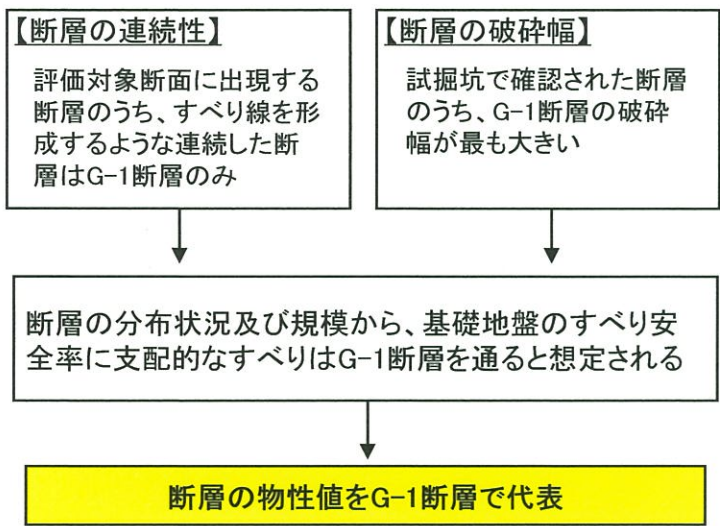 【断層の連続性】
評価対象断面に出現する
断層のうち、すべり線を形
成するような連続した断
層はG-1断層のみ
【断層の破砕幅】
試掘坑で確認された断層
のうち、G-1断層の破砕
幅が最も大きい
断層の分布状況及び規模から、基礎地盤のすべり安
全率に支配的なすべりはG-1断層を通ると想定される
断層の物性値をG-1断層で代表